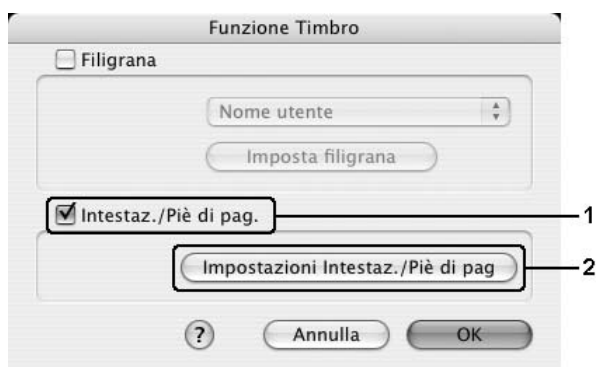 Funzione Timbro
Filigrana
Nome utente
Imposta filigrana
Intestaz./Piè di pag.
1
Impostazioni Intestaz./Piè di pag
2
?
Annulla
OK